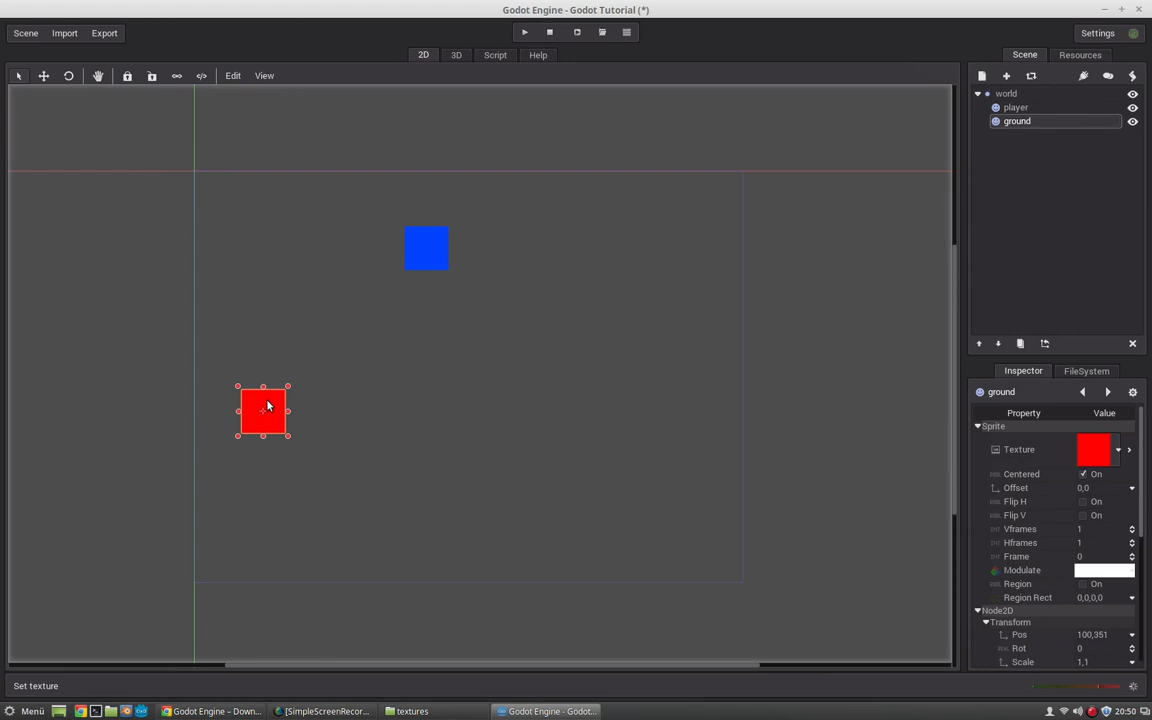 Godot Engine - Godot Tutorial (*)
Scene Import Export
Settings
2D 3D Script Help
Scene Resources
Edit View
world
player
ground
Inspector FileSystem
ground
Property Value
Sprite
Texture
Centered On
Offset 0,0
Flip H On
Flip V On
Vframes 1
Hframes 1
Frame 0
Modulate
Region On
Region Rect 0,0,0,0
Node2D
Transform
Pos 100,351
Rot 0
Scale 1,1
Set texture
Menü Godot Engine – Down... [SimpleScreenRecor... textures Godot Engine - Godot... 20:50